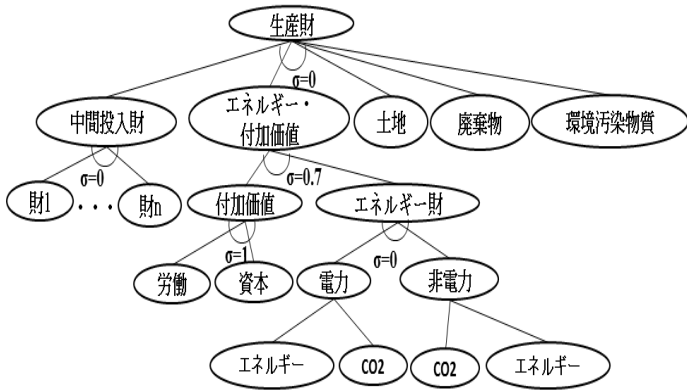 生産財
σ=0
中間投入財
エネルギー・
付加価値
土地
廃棄物
環境汚染物質
σ=0
σ=0.7
財1
・・・
財n
付加価値
エネルギー財
σ=1
σ=0
労働
資本
電力
非電力
エネルギー
CO2
CO2
エネルギー